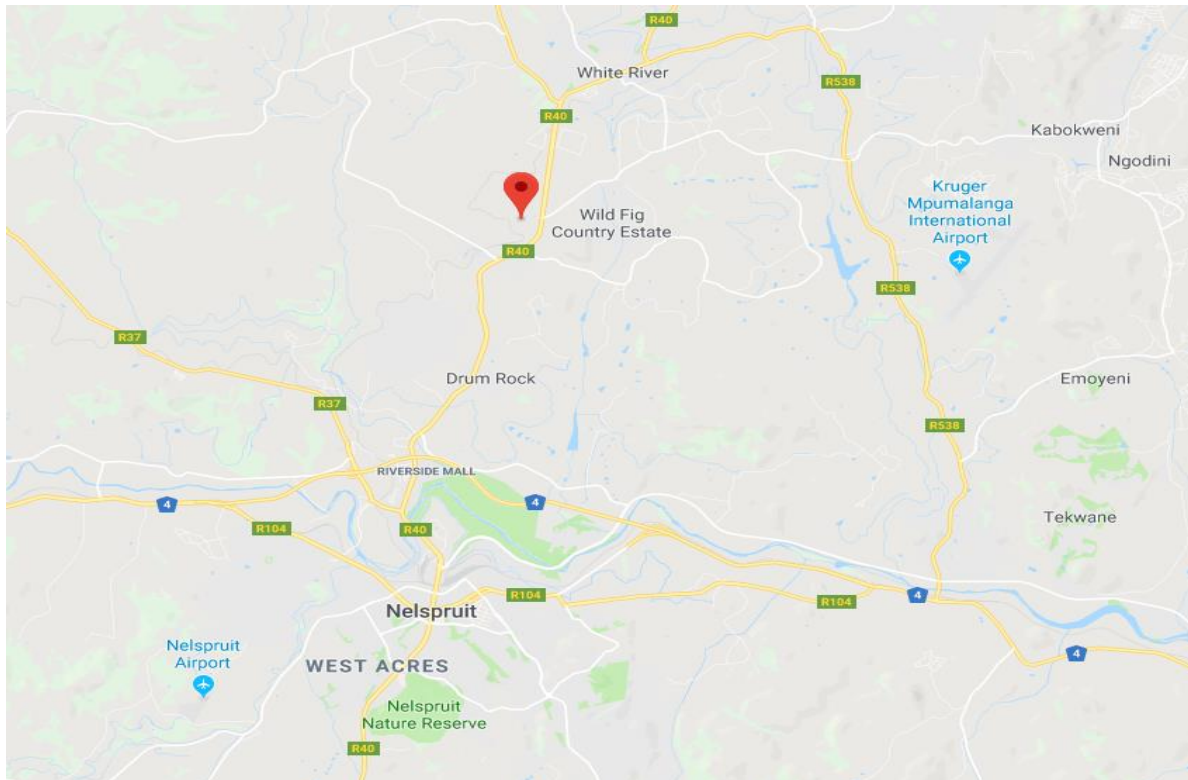 R40
White River
R538
R40
Kabokweni
Ngodini
Kruger
Mpumalanga
International
Airport
Wild Fig
Country Estate
R40
R538
R37
Drum Rock
Emoyeni
R37
R538
RIVERSIDE MALL
4
4
Tekwane
R104
R40
4
R104
R104
Nelspruit
Nelspruit
Airport
WEST ACRES
4
Nelspruit
Nature Reserve
R40